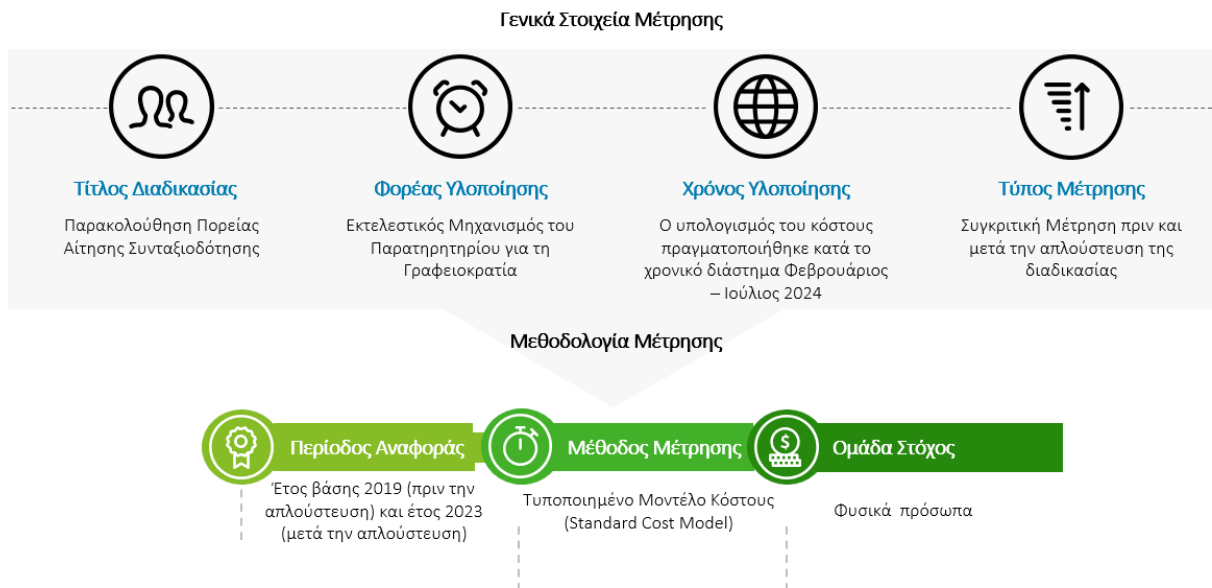 Γενικά Στοιχεία Μέτρησης
Τίτλος Διαδικασίας
Παρακολούθηση Πορείας
Αίτησης Συνταξιοδότησης
Φορέας Υλοποίησης
Εκτελεστικός Μηχανισμός του
Παρατηρητηρίου για τη
Γραφειοκρατία
Χρόνος Υλοποίησης
Ο υπολογισμός του κόστους
πραγματοποιήθηκε κατά το
χρονικό διάστημα Φεβρουάριος
– Ιούλιος 2024
Τύπος Μέτρησης
Συγκριτική Μέτρηση πριν και
μετά την απλούστευση της
διαδικασίας
Μεθοδολογία Μέτρησης
Περίοδος Αναφοράς
Έτος βάσης 2019 (πριν την
απλούστευση) και έτος 2023
(μετά την απλούστευση)
Μέθοδος Μέτρησης
Τυποποιημένο Μοντέλο Κόστους
(Standard Cost Model)
$
Ομάδα Στόχος
Φυσικά πρόσωπα